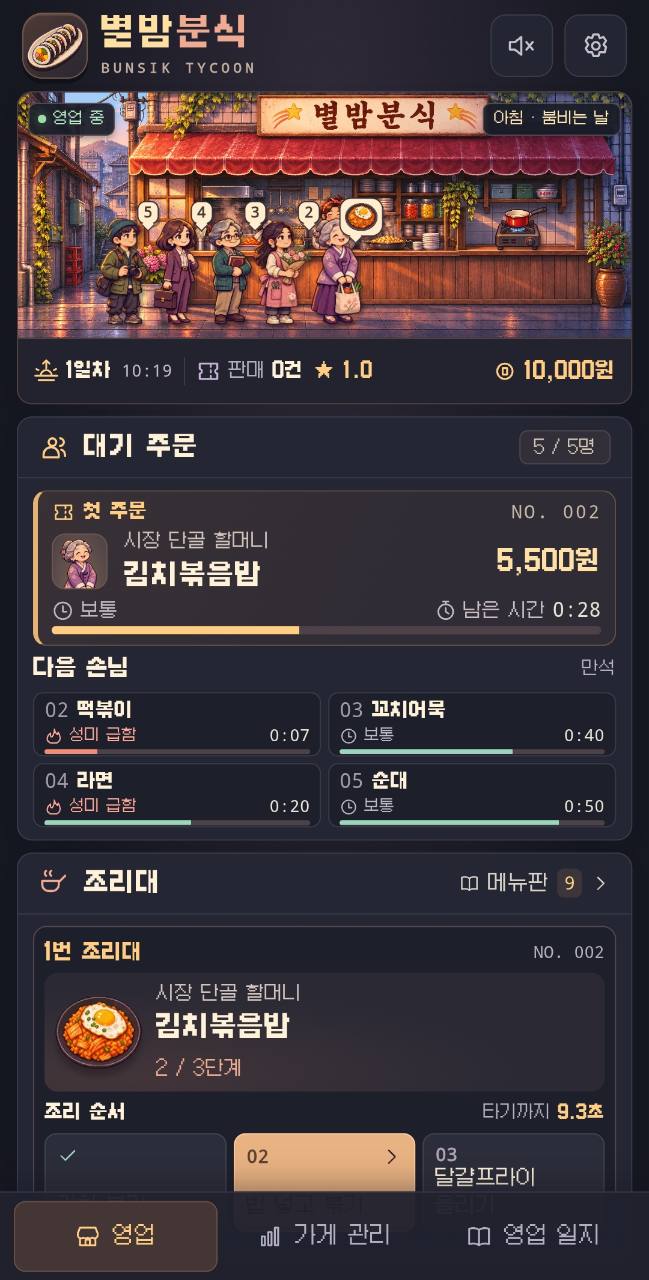 별밤분식
BUNSIK TYCOON
영업 중
별밤분식
아침 · 붐비는 날
5
4
3
2
1일차 10:19 판매 0건 1.0 10,000원
대기 주문
5 / 5명
첫 주문
NO. 002
시장 단골 할머니
김치볶음밥
5,500원
보통
남은 시간 0:28
다음 손님
만석
02 떡볶이
성미 급함 0:07
03 꼬치어묵
보통 0:40
04 라면
성미 급함 0:20
05 순대
보통 0:50
조리대
메뉴판 9
1번 조리대
NO. 002
시장 단골 할머니
김치볶음밥
2 / 3단계
조리 순서
타기까지 9.3초
02
03
달걀프라이
영업
가게 관리
영업 일지